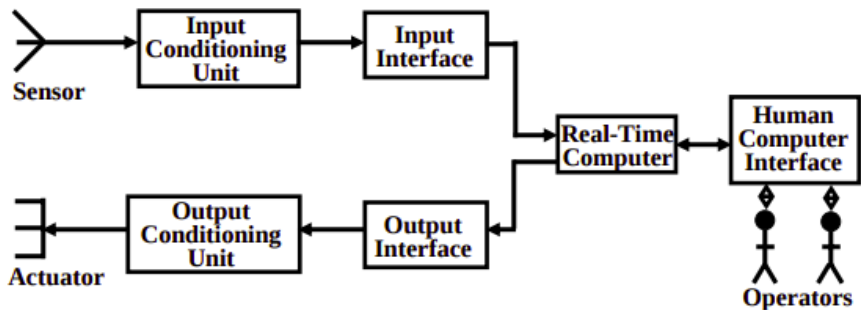 Sensor
Input
Conditioning
Unit
Input
Interface
Real-Time
Computer
Human
Computer
Interface
Operators
Output
Interface
Output
Conditioning
Unit
Actuator